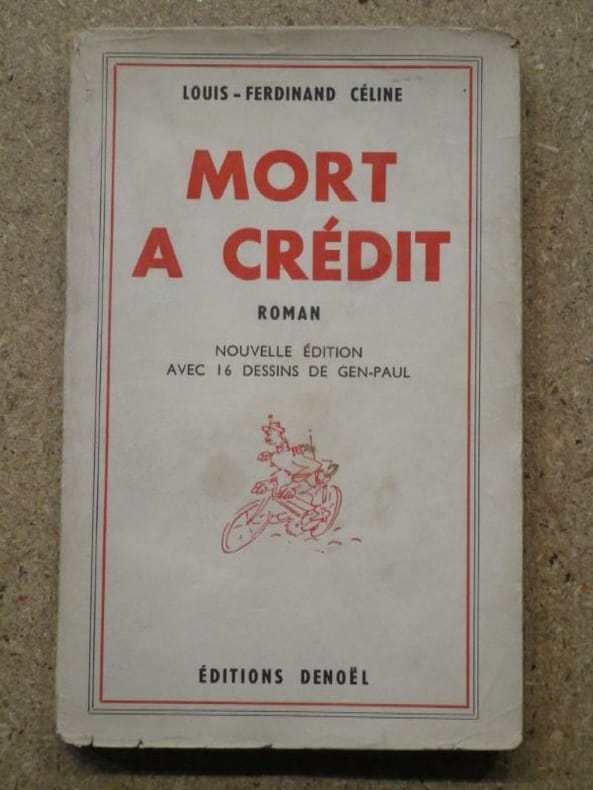 LOUIS-FERDINAND CÉLINE
MORT
A CRÉDIT
ROMAN
NOUVELLE ÉDITION
AVEC 16 DESSINS DE GEN-PAUL
ÉDITIONS DENOËL